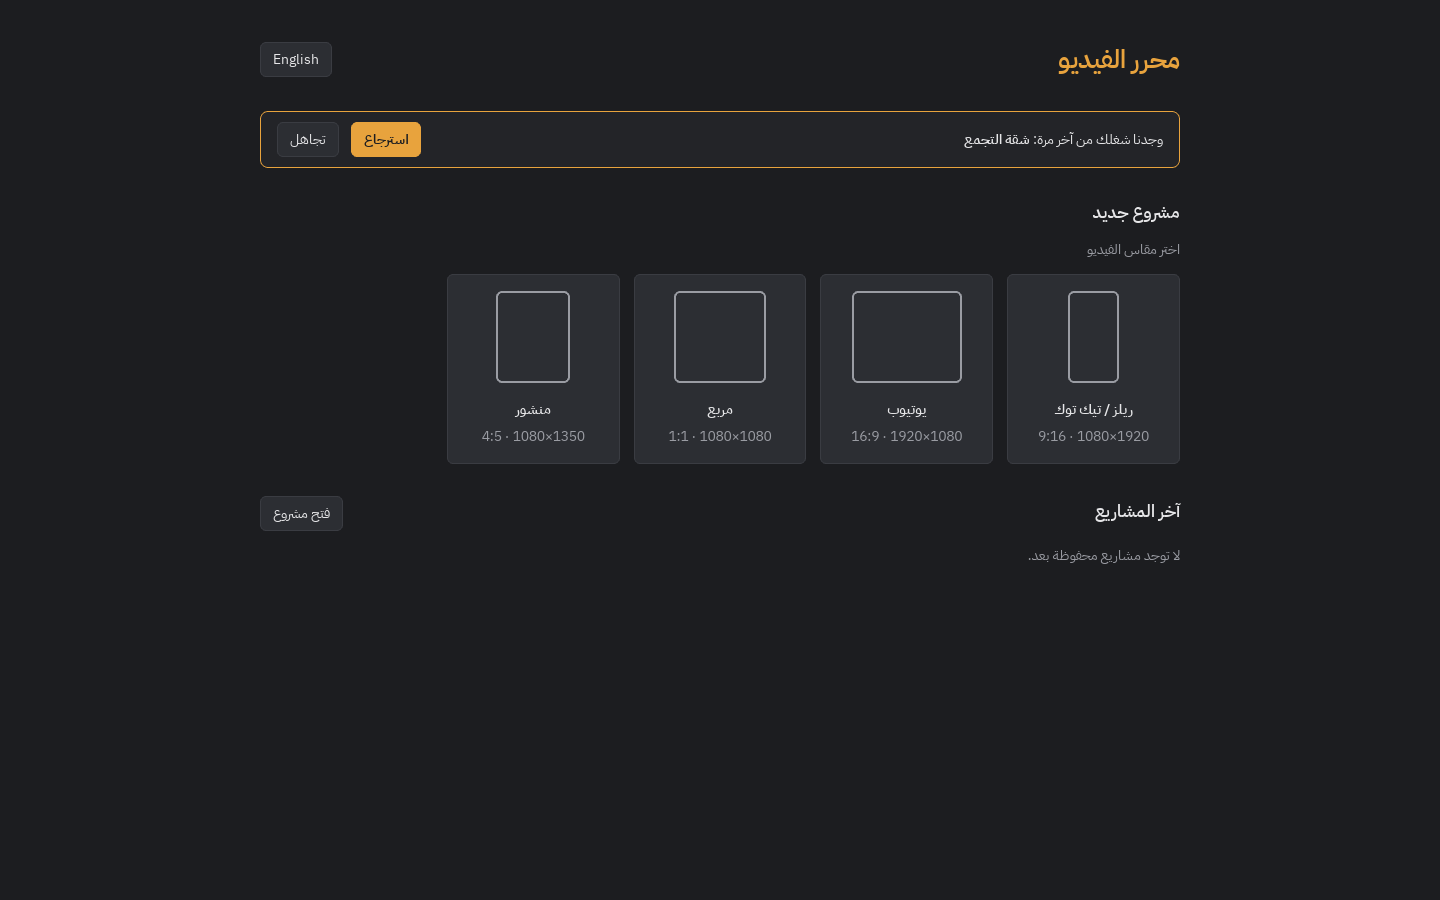 محرر الفيديو
English
وجدنا شغلك من آخر مرة: شقة التجمع
استرجاع
تجاهل
مشروع جديد
اختر مقاس الفيديو
ريلز / تيك توك
9:16 · 1080×1920
يوتيوب
16:9 · 1920×1080
مربع
1:1 · 1080×1080
منشور
4:5 · 1080×1350
آخر المشاريع
فتح مشروع
لا توجد مشاريع محفوظة بعد.